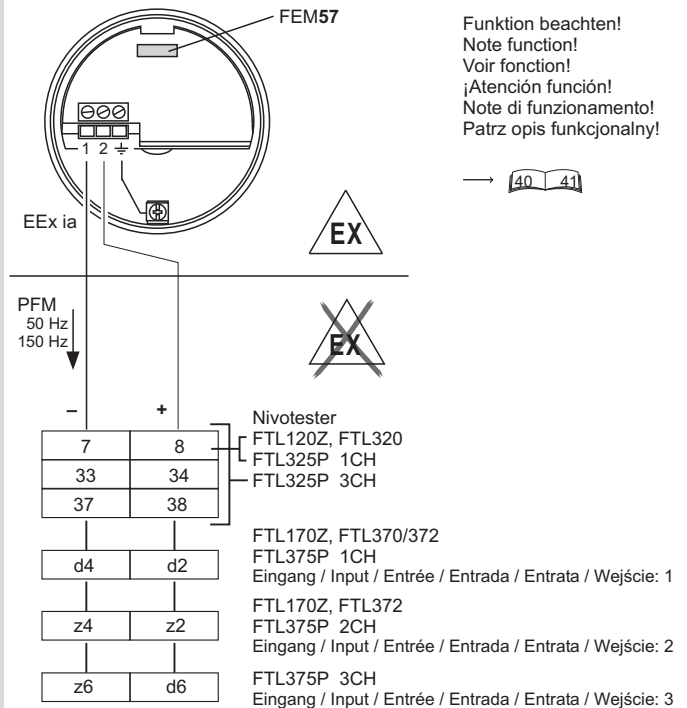 FEM57
Funktion beachten!
Note function!
Voir fonction!
¡Atención función!
Note di funzionamento!
Patrz opis funkcjonalny!
→ 40 41
1 2
EEx ia
EX
PFM
50 Hz
150 Hz
EX
– +
7 8
33 34
37 38
Nivotester
FTL120Z, FTL320
FTL325P 1CH
FTL325P 3CH
d4 d2
FTL170Z, FTL370/372
FTL375P 1CH
Eingang / Input / Entrée / Entrada / Entrata / Wejście: 1
z4 z2
FTL170Z, FTL372
FTL375P 2CH
Eingang / Input / Entrée / Entrada / Entrata / Wejście: 2
z6 d6
FTL375P 3CH
Eingang / Input / Entrée / Entrada / Entrata / Wejście: 3